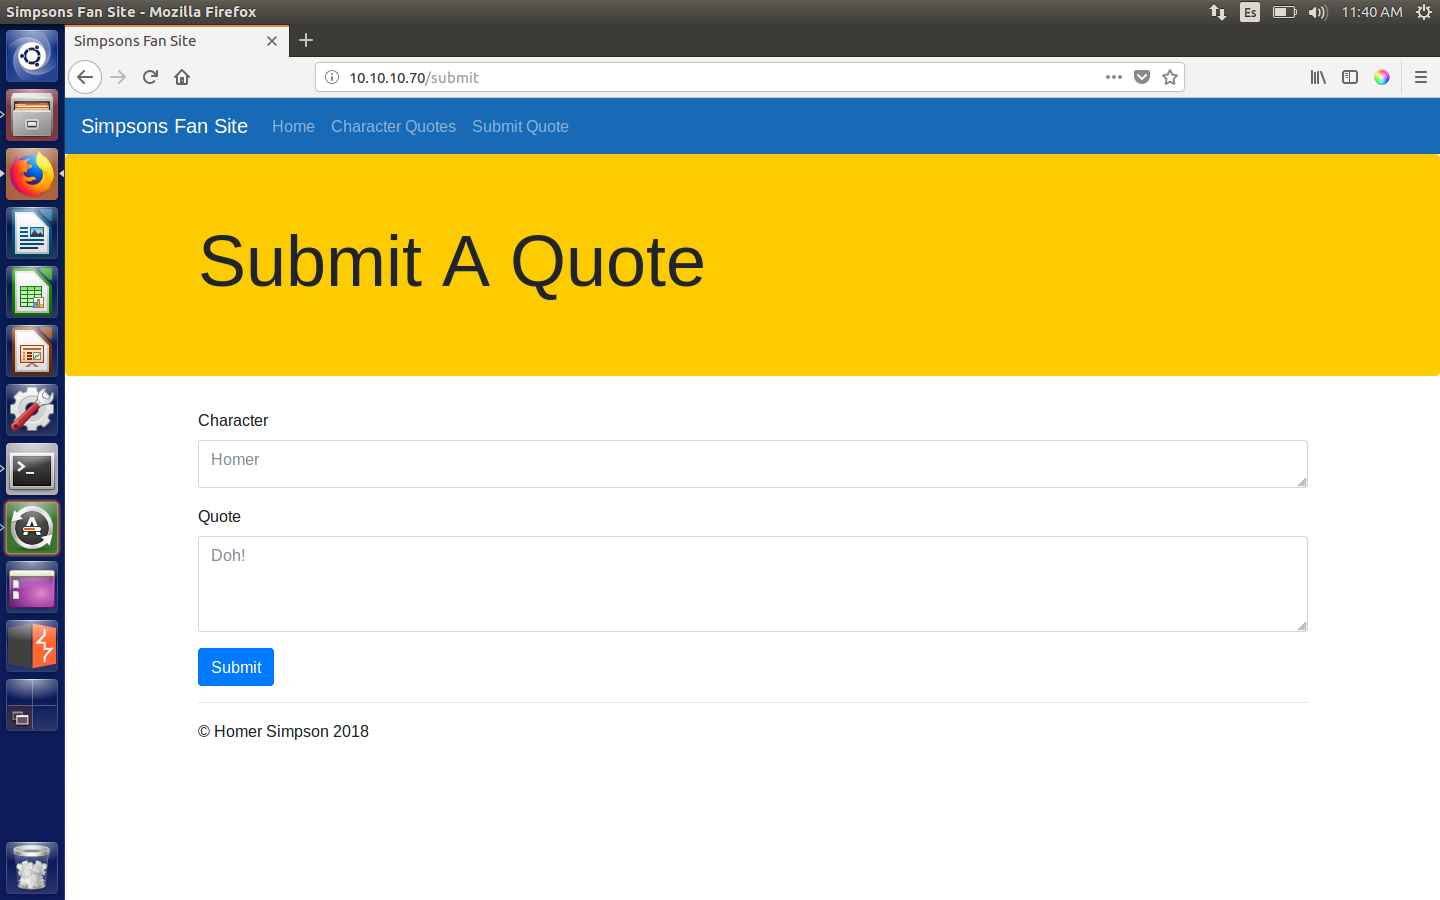 Simpsons Fan Site - Mozilla Firefox
Es
11:40 AM
Simpsons Fan Site
10.10.10.70/submit
Simpsons Fan Site Home Character Quotes Submit Quote
Submit A Quote
Character
Homer
Quote
Doh!
Submit
© Homer Simpson 2018